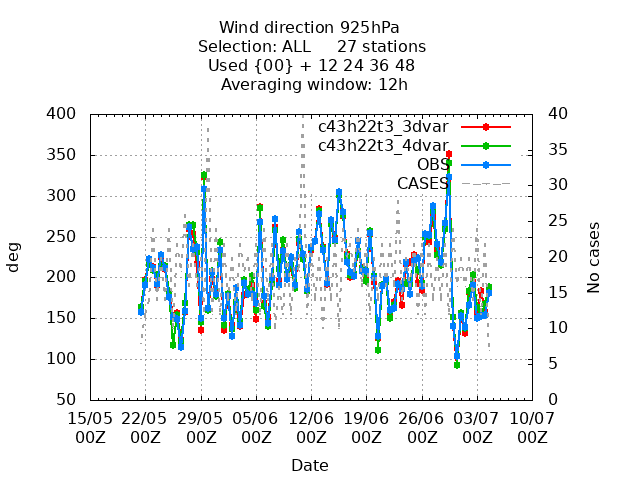 Wind direction 925hPa
Selection: ALL 27 stations
Used {00} + 12 24 36 48
Averaging window: 12h
c43h22t3_3dvar
c43h22t3_4dvar
OBS
CASES
400
350
300
250
200
150
100
50
deg
40
35
30
25
20
15
10
5
0
No cases
15/05 22/05 29/05 05/06 12/06 19/06 26/06 03/07 10/07
00Z 00Z 00Z 00Z 00Z 00Z 00Z 00Z 00Z
Date